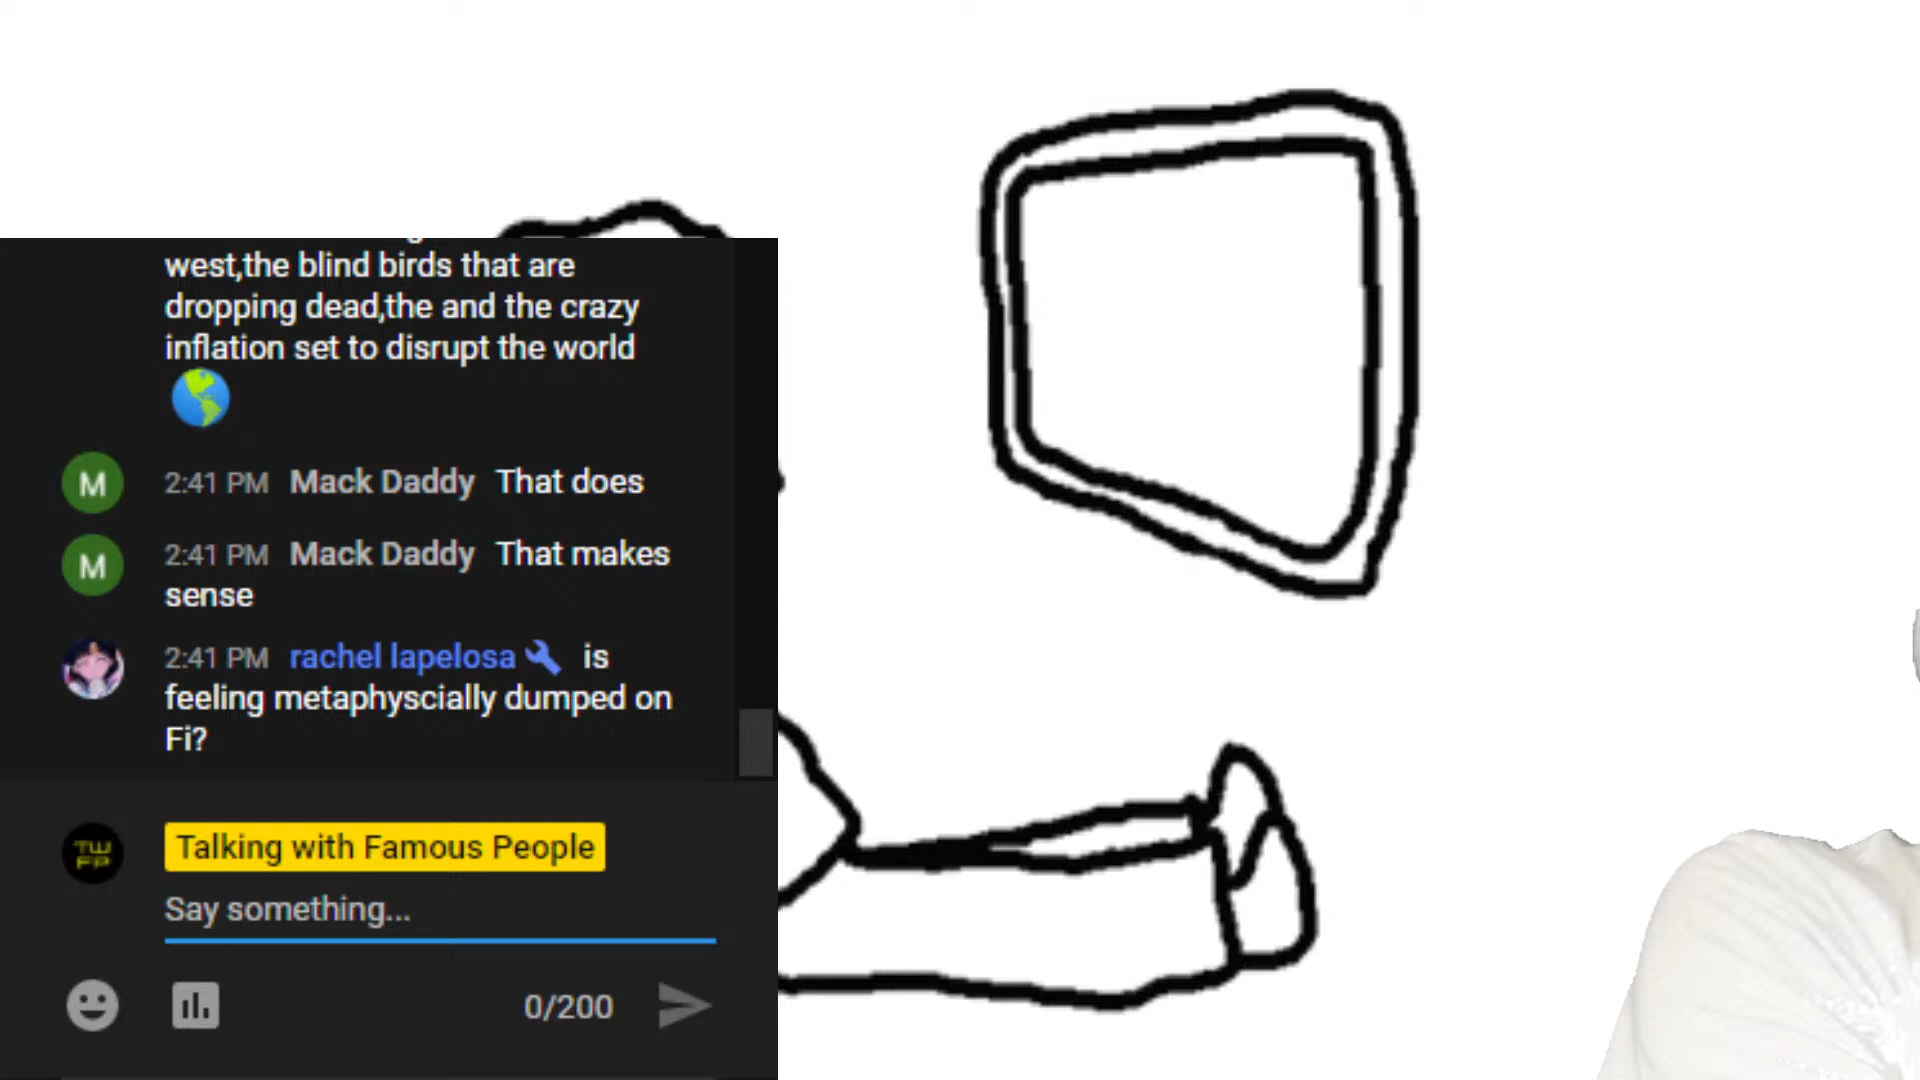 west,the blind birds that are
dropping dead,the and the crazy
inflation set to disrupt the world
M 2:41 PM Mack Daddy That does
M 2:41 PM Mack Daddy That makes
sense
2:41 PM rachel lapelosa is
feeling metaphyscially dumped on
Fi?
TW
FP
Talking with Famous People
Say something...
0/200